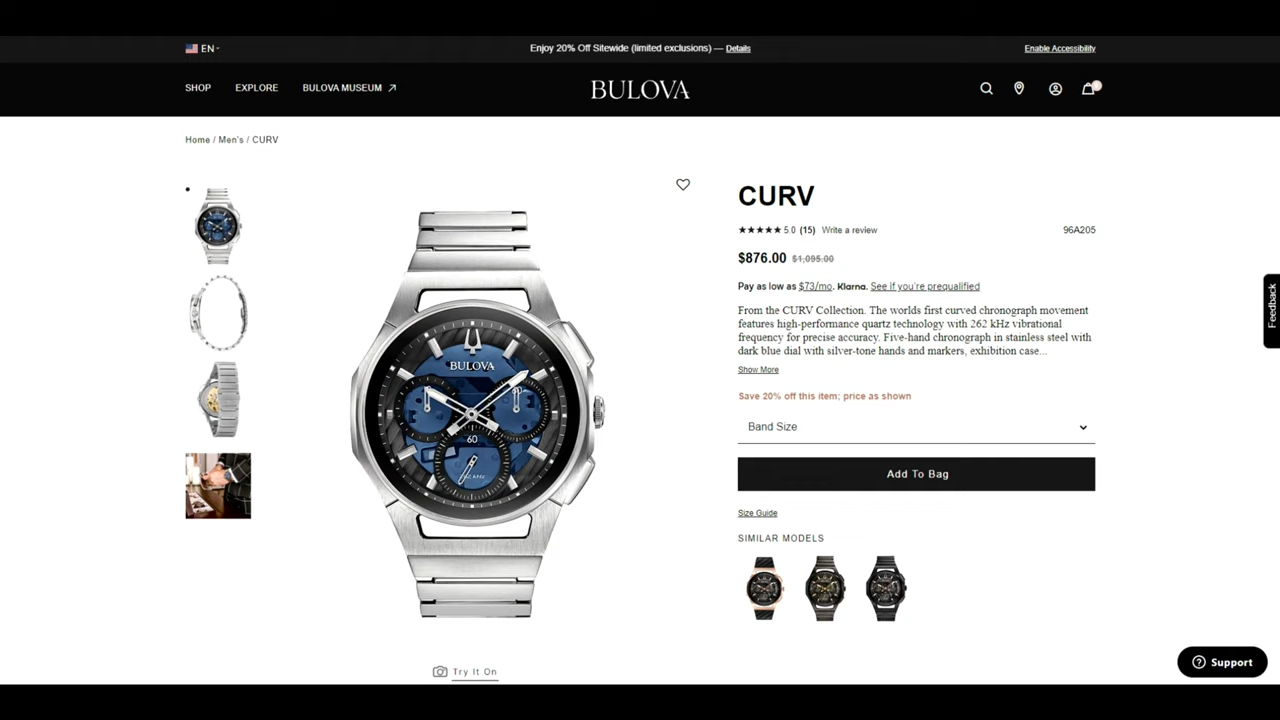 EN
Enjoy 20% Off Sitewide (limited exclusions) — Details
Enable Accessibility
SHOP
EXPLORE
BULOVA MUSEUM
BULOVA
Home / Men's / CURV
CURV
5.0 (15) Write a review
96A205
$876.00 $1,095.00
Pay as low as $73/mo. Klarna. See if you're prequalified
From the CURV Collection. The worlds first curved chronograph movement
features high-performance quartz technology with 262 kHz vibrational
frequency for precise accuracy. Five-hand chronograph in stainless steel with
dark blue dial with silver-tone hands and markers, exhibition case...
Show More
Save 20% off this item; price as shown
Band Size
Add To Bag
Size Guide
SIMILAR MODELS
BULOVA
60
Try It On
Feedback
Support